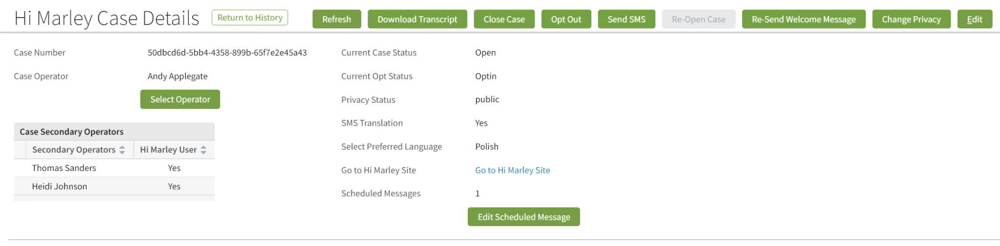 Hi Marley Case Details Return to History Refresh Download Transcript Close Case Opt Out Send SMS Re-Open Case Re-Send Welcome Message Change Privacy Edit
Case Number 50dbcd6d-5bb4-4358-899b-65f7e2e45a43
Case Operator Andy Applegate
Select Operator
Case Secondary Operators
Secondary Operators Hi Marley User
Thomas Sanders Yes
Heidi Johnson Yes
Current Case Status Open
Current Opt Status Optin
Privacy Status public
SMS Translation Yes
Select Preferred Language Polish
Go to Hi Marley Site Go to Hi Marley Site
Scheduled Messages 1
Edit Scheduled Message